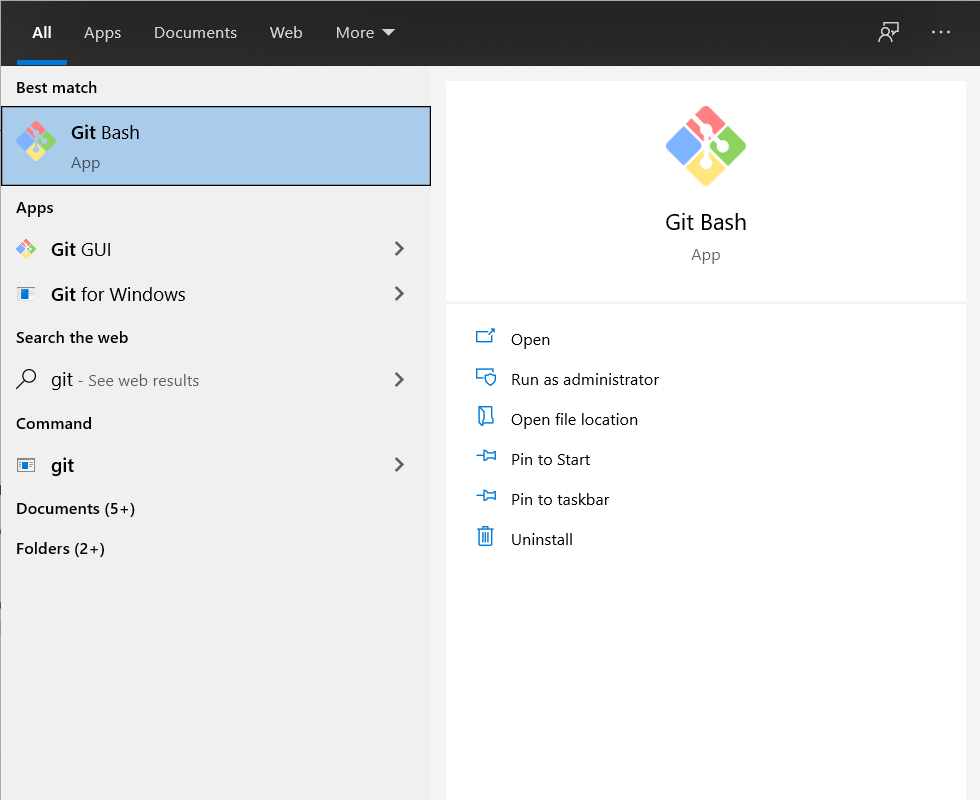 All Apps Documents Web More
Best match
Git Bash
App
Apps
Git GUI
Git for Windows
Search the web
git - See web results
Command
git
Documents (5+)
Folders (2+)
Git Bash
App
Open
Run as administrator
Open file location
Pin to Start
Pin to taskbar
Uninstall